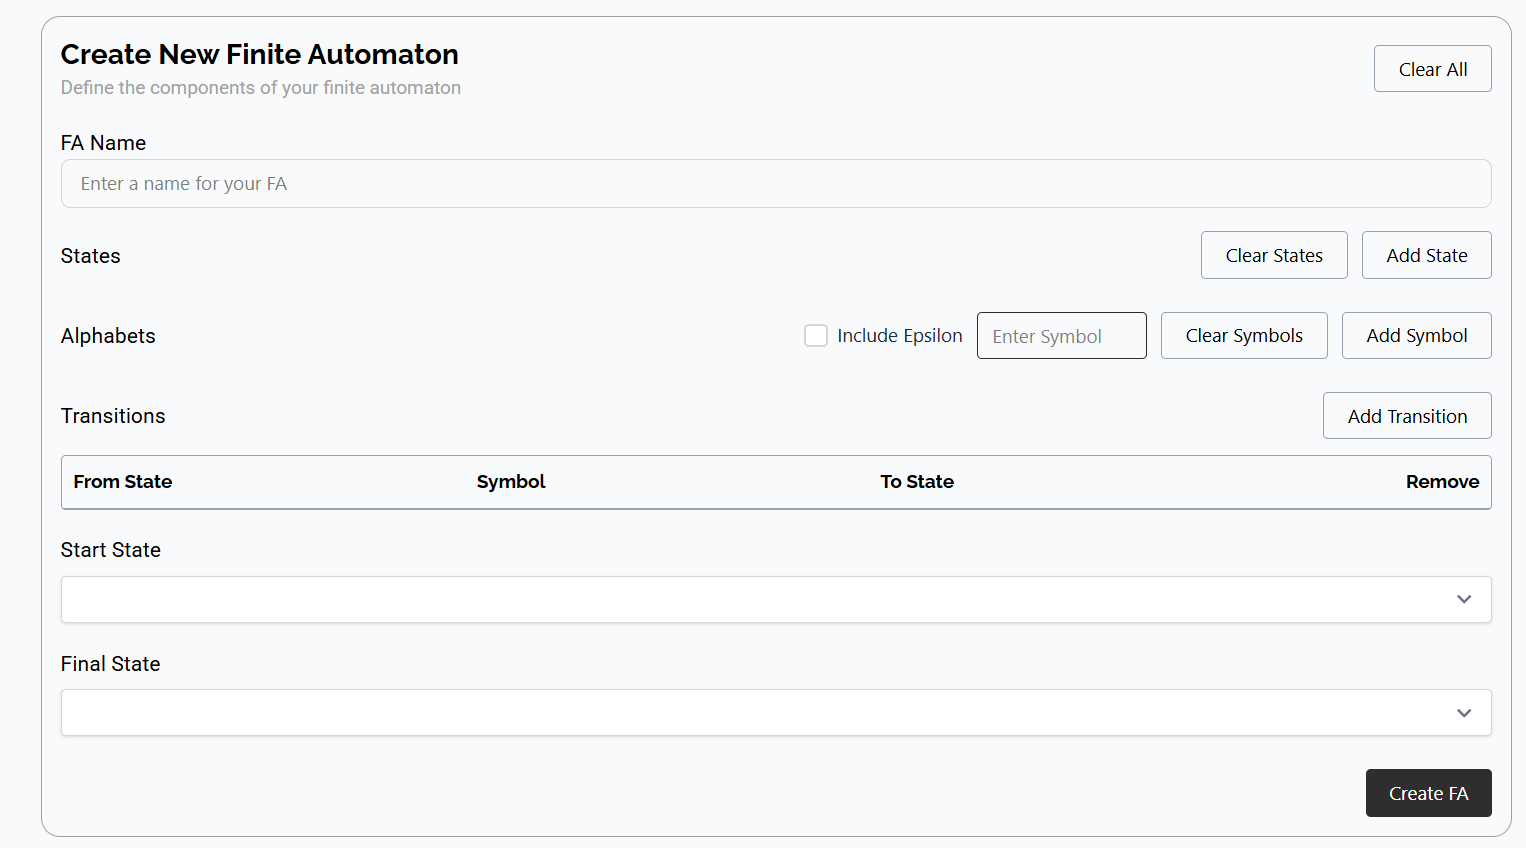 Create New Finite Automaton
Define the components of your finite automaton
Clear All
FA Name
Enter a name for your FA
States
Clear States
Add State
Alphabets
Include Epsilon
Enter Symbol
Clear Symbols
Add Symbol
Transitions
Add Transition
From State
Symbol
To State
Remove
Start State
Final State
Create FA